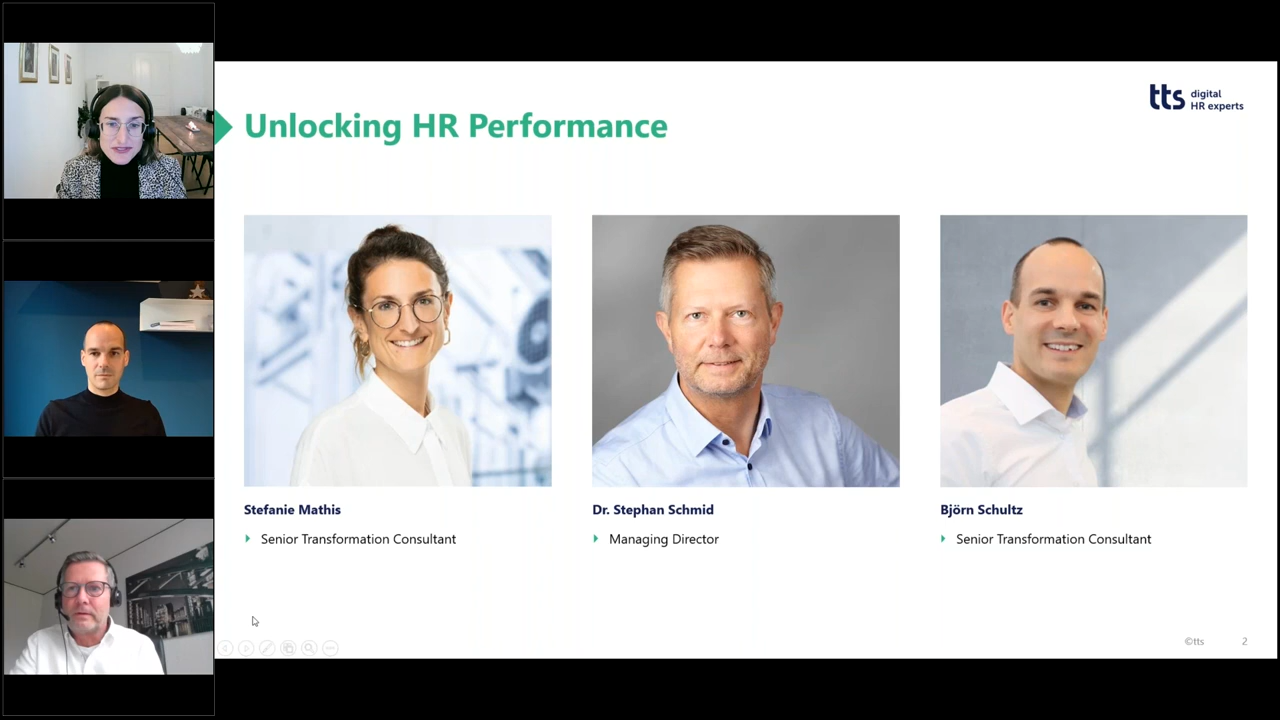 Unlocking HR Performance
tts digital
HR experts
Stefanie Mathis
Senior Transformation Consultant
Dr. Stephan Schmid
Managing Director
Björn Schultz
Senior Transformation Consultant
©tts 2